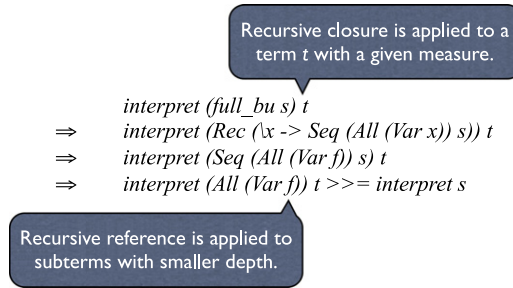 Recursive closure is applied to a
term t with a given measure.
interpret (full_bu s) t
⇒ interpret (Rec (\x -> Seq (All (Var x)) s)) t
⇒ interpret (Seq (All (Var f)) s) t
⇒ interpret (All (Var f)) t >>= interpret s
Recursive reference is applied to
subterms with smaller depth.